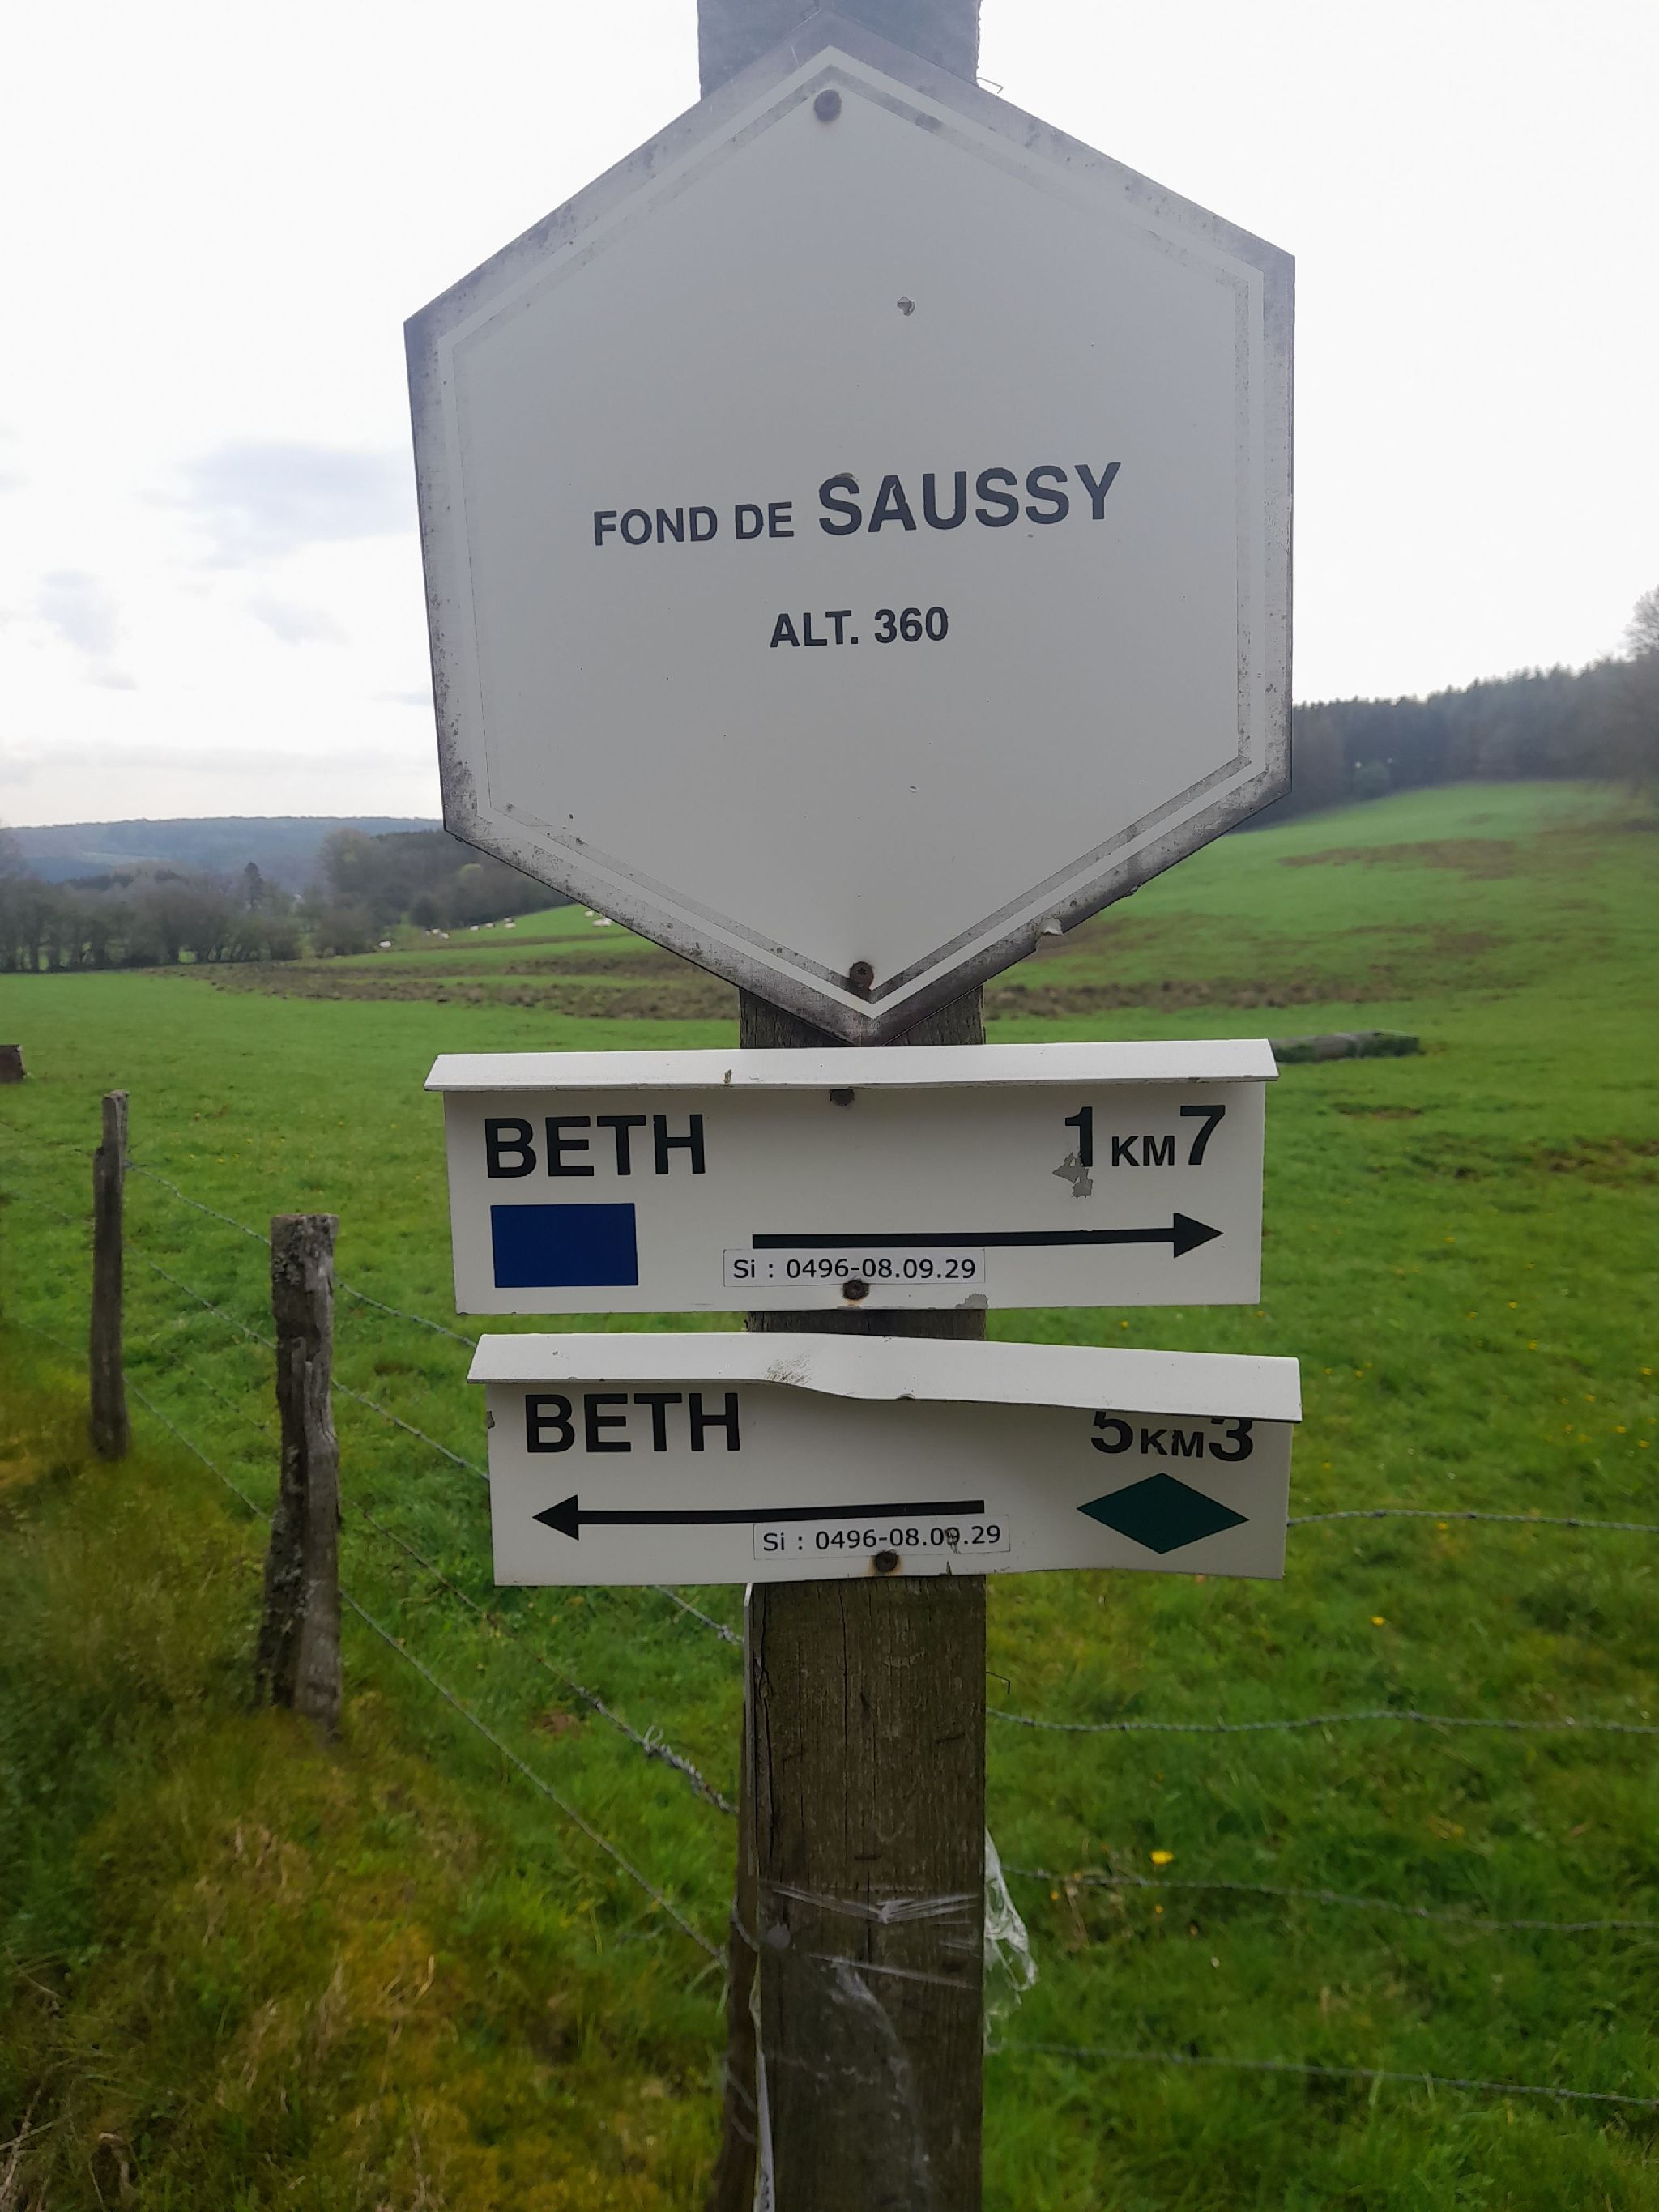 FOND DE SAUSSY
ALT. 360
BETH 1KM7
Si : 0496-08.09.29
BETH 5KM3
Si : 0496-08.09.29